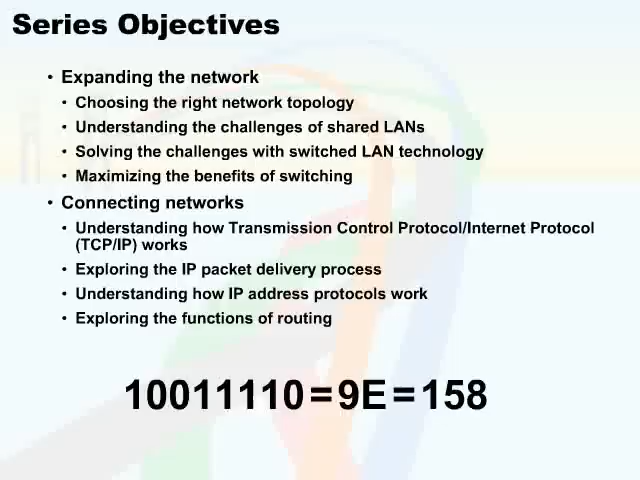 Series Objectives
• Expanding the network
• Choosing the right network topology
• Understanding the challenges of shared LANs
• Solving the challenges with switched LAN technology
• Maximizing the benefits of switching
• Connecting networks
• Understanding how Transmission Control Protocol/Internet Protocol
(TCP/IP) works
• Exploring the IP packet delivery process
• Understanding how IP address protocols work
• Exploring the functions of routing
10011110=9E=158